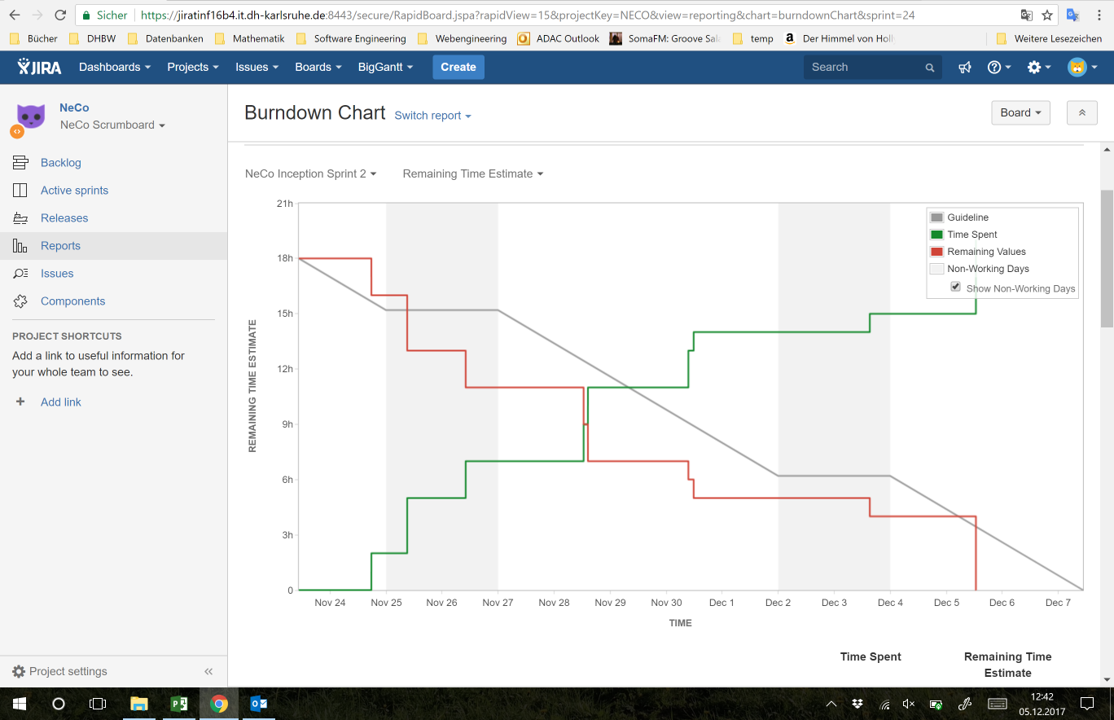 Sicher https://jiratinf16b4.it.dh-karlsruhe.de:8443/secure/RapidBoard.jspa?rapidView=15&projectKey=NECO&view=reporting&chart=burndownChart&sprint=24
Bücher DHBW Datenbanken Mathematik Software Engineering Webengineering ADAC Outlook SomaFM: Groove Sal temp Der Himmel von Holl Weitere Lesezeichen
JIRA Dashboards Projects Issues Boards BigGantt Create Search
NeCo
NeCo Scrumboard
Backlog
Active sprints
Releases
Reports
Issues
Components
PROJECT SHORTCUTS
Add a link to useful information for
your whole team to see.
+ Add link
Project settings
Burndown Chart Switch report Board
NeCo Inception Sprint 2 Remaining Time Estimate
REMAINING TIME ESTIMATE
21h
18h
15h
12h
9h
6h
3h
0
Guideline
Time Spent
Remaining Values
Non-Working Days
Show Non-Working Days
Nov 24 Nov 25 Nov 26 Nov 27 Nov 28 Nov 29 Nov 30 Dec 1 Dec 2 Dec 3 Dec 4 Dec 5 Dec 6 Dec 7
TIME
Time Spent Remaining Time
Estimate
12:42
05.12.2017